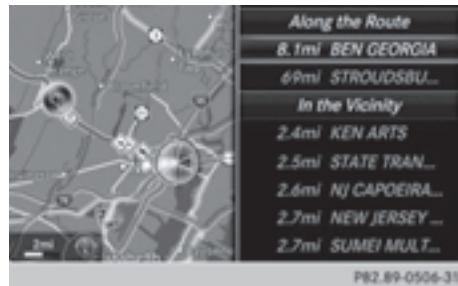 Along the Route
8.1mi BEN GEORGIA
69mi STROUDSBU...
In the Vicinity
2.4mi KEN ARTS
2.5mi STATE TRAN...
2.6mi NJ CAPOEIRA...
2.7mi NEW JERSEY ...
2.7mi SUMEI MULT...
2mi
P82.89-0506-31